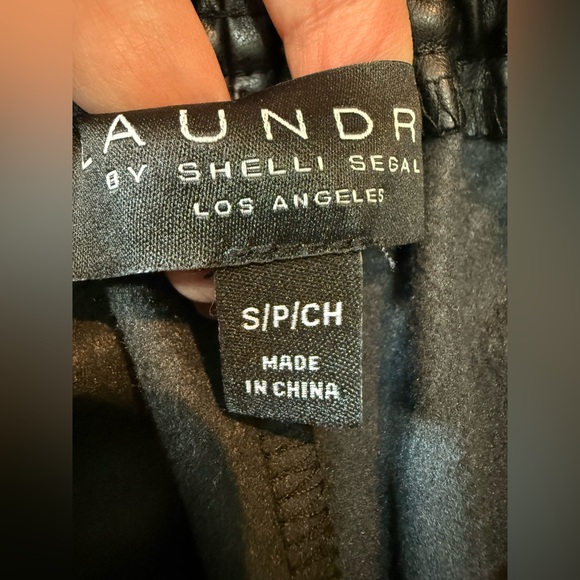 LAUNDR
BY SHELLI SEGAL
LOS ANGELES
S/P/CH
MADE
IN CHINA